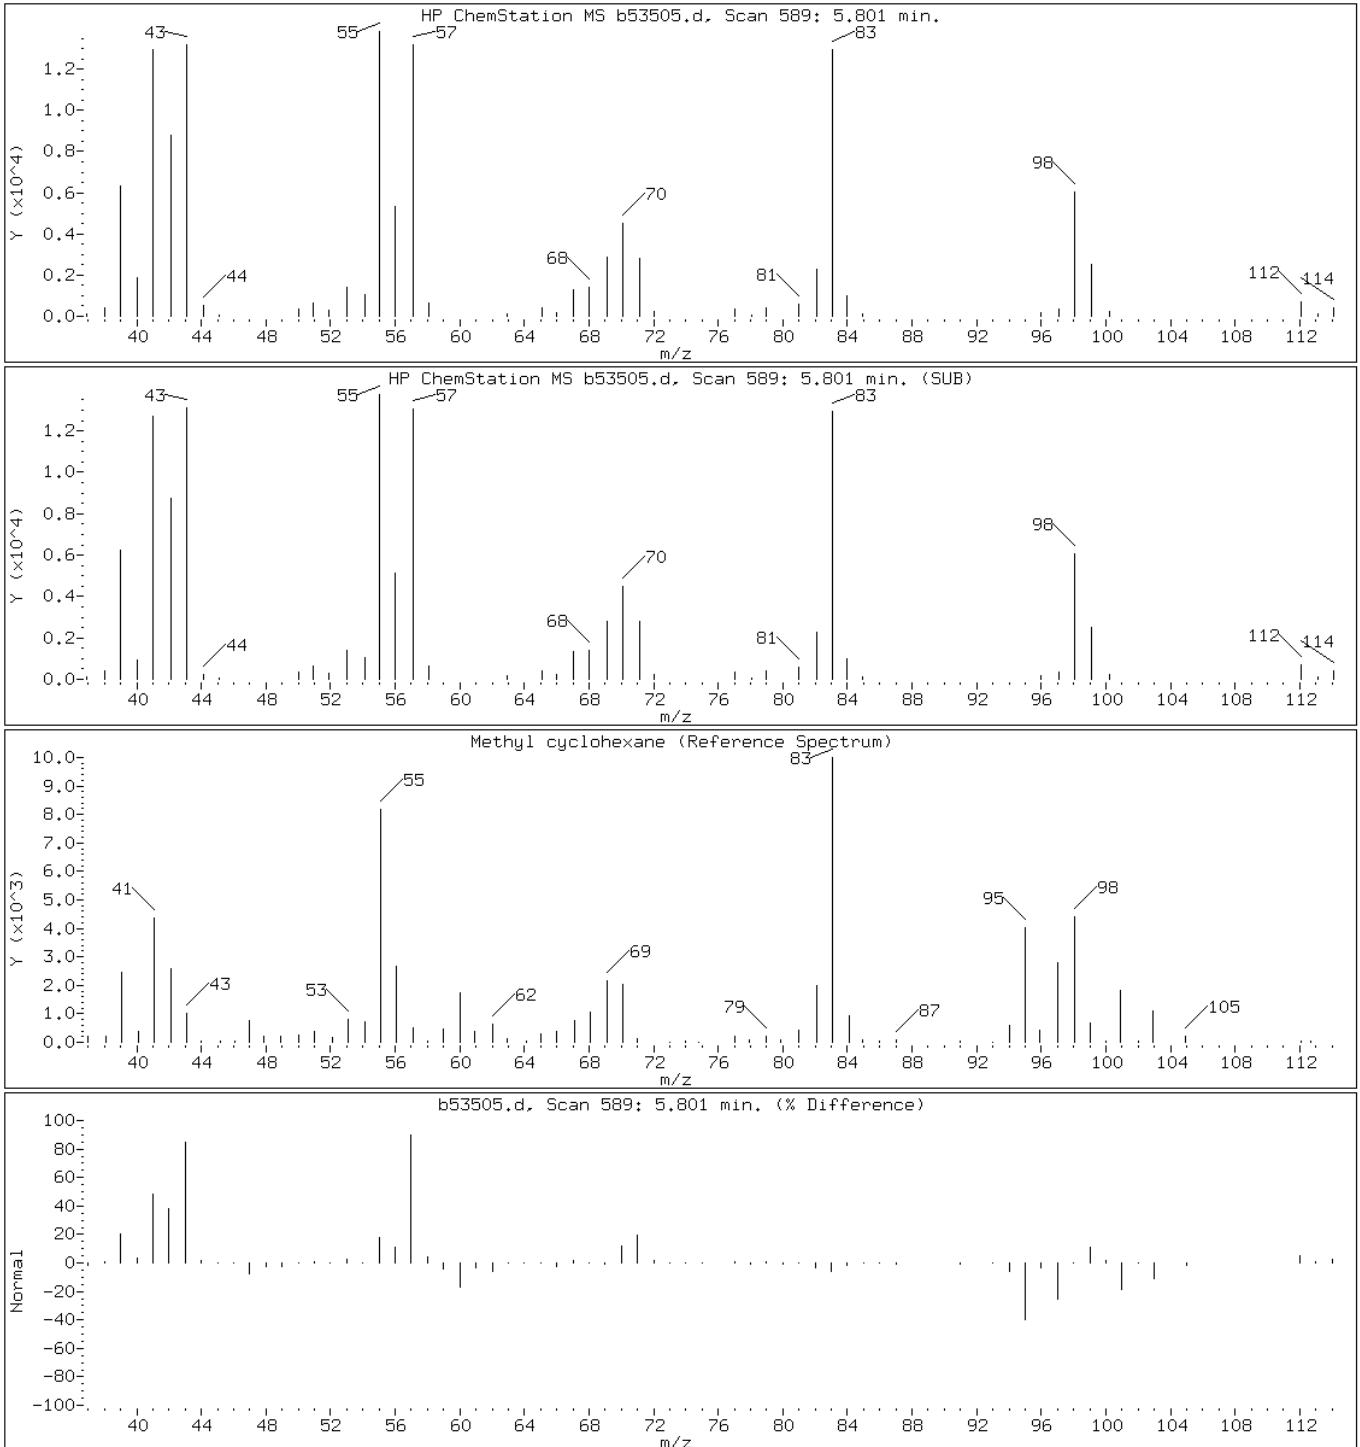 HP ChemStation MS b53505.d, Scan 589: 5.801 min.
43 55 57 83
1.2
1.0
0.8
98
0.6
70
0.4
68
44 81 112 114
0.2
0.0
Y (x10^4)
40 44 48 52 56 60 64 68 72 76 80 84 88 92 96 100 104 108 112
m/z
HP ChemStation MS b53505.d, Scan 589: 5.801 min. (SUB)
43 55 57 83
1.2
1.0
0.8
98
0.6
70
0.4
68
44 81 112 114
0.2
0.0
Y (x10^4)
40 44 48 52 56 60 64 68 72 76 80 84 88 92 96 100 104 108 112
m/z
Methyl cyclohexane (Reference Spectrum)
10.0 83
9.0
55
8.0
7.0
6.0
41 95 98
5.0
4.0
69
3.0
43 53 62 79 87 105
2.0
1.0
0.0
Y (x10^3)
40 44 48 52 56 60 64 68 72 76 80 84 88 92 96 100 104 108 112
m/z
b53505.d, Scan 589: 5.801 min. (% Difference)
100
80
60
40
20
0
-20
-40
-60
-80
-100
Normal
40 44 48 52 56 60 64 68 72 76 80 84 88 92 96 100 104 108 112
m/z